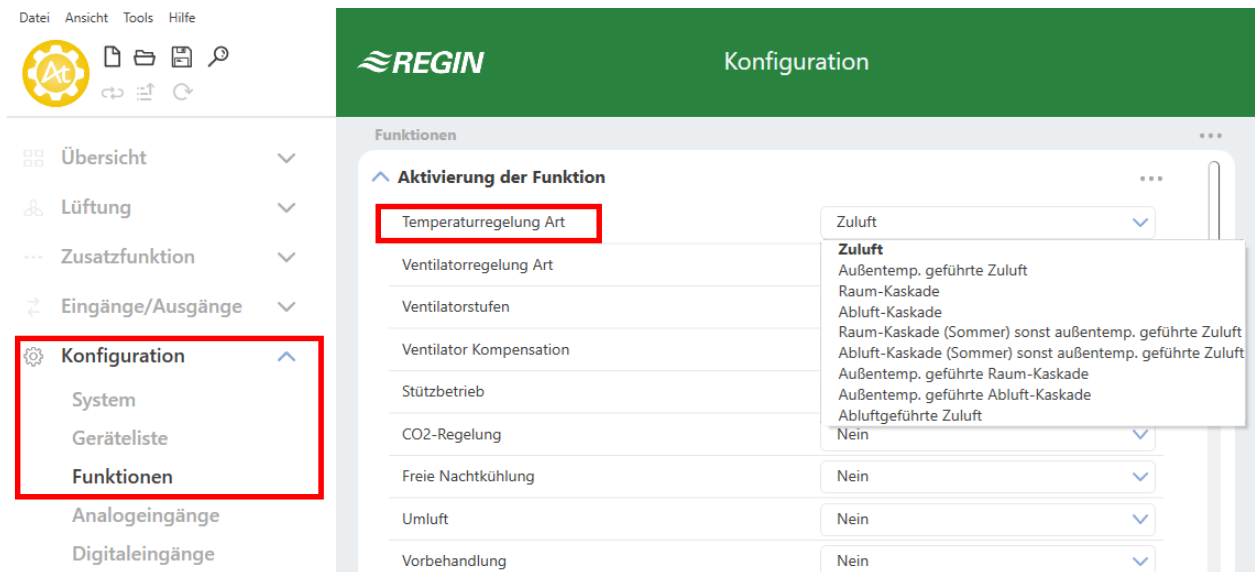 Datei Ansicht Tools Hilfe
At
REGIN
Konfiguration
Übersicht
Lüftung
Zusatzfunktion
Eingänge/Ausgänge
Konfiguration
System
Geräteliste
Funktionen
Analogeingänge
Digitaleingänge
Funktionen
Aktivierung der Funktion
Temperaturregelung Art Zuluft
Ventilatorregelung Art
Ventilatorstufen
Ventilator Kompensation
Stützbetrieb
Zuluft
Außentemp. geführte Zuluft
Raum-Kaskade
Abluft-Kaskade
Raum-Kaskade (Sommer) sonst außentemp. geführte Zuluft
Abluft-Kaskade (Sommer) sonst außentemp. geführte Zuluft
Außentemp. geführte Raum-Kaskade
Außentemp. geführte Abluft-Kaskade
Abluftgeführte Zuluft
CO2-Regelung Nein
Freie Nachtkühlung Nein
Umluft Nein
Vorbehandlung Nein